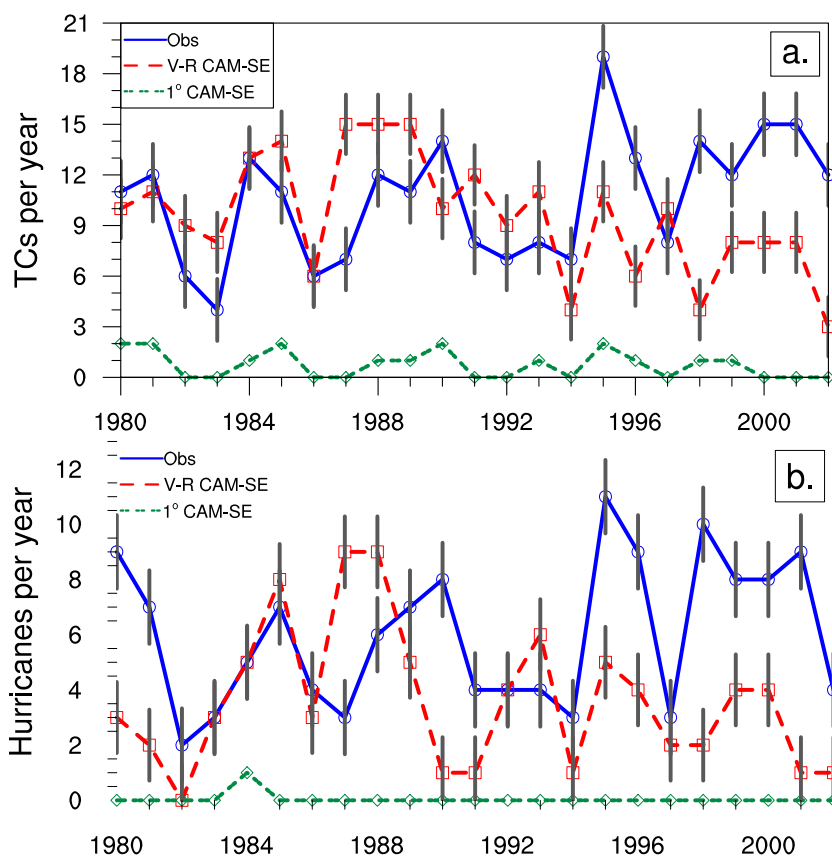 21
18
15
12
9
6
3
0
TCs per year
Obs
V-R CAM-SE
1° CAM-SE
a.
1980 1984 1988 1992 1996 2000
12
10
8
6
4
2
0
Hurricanes per year
Obs
V-R CAM-SE
1° CAM-SE
b.
1980 1984 1988 1992 1996 2000